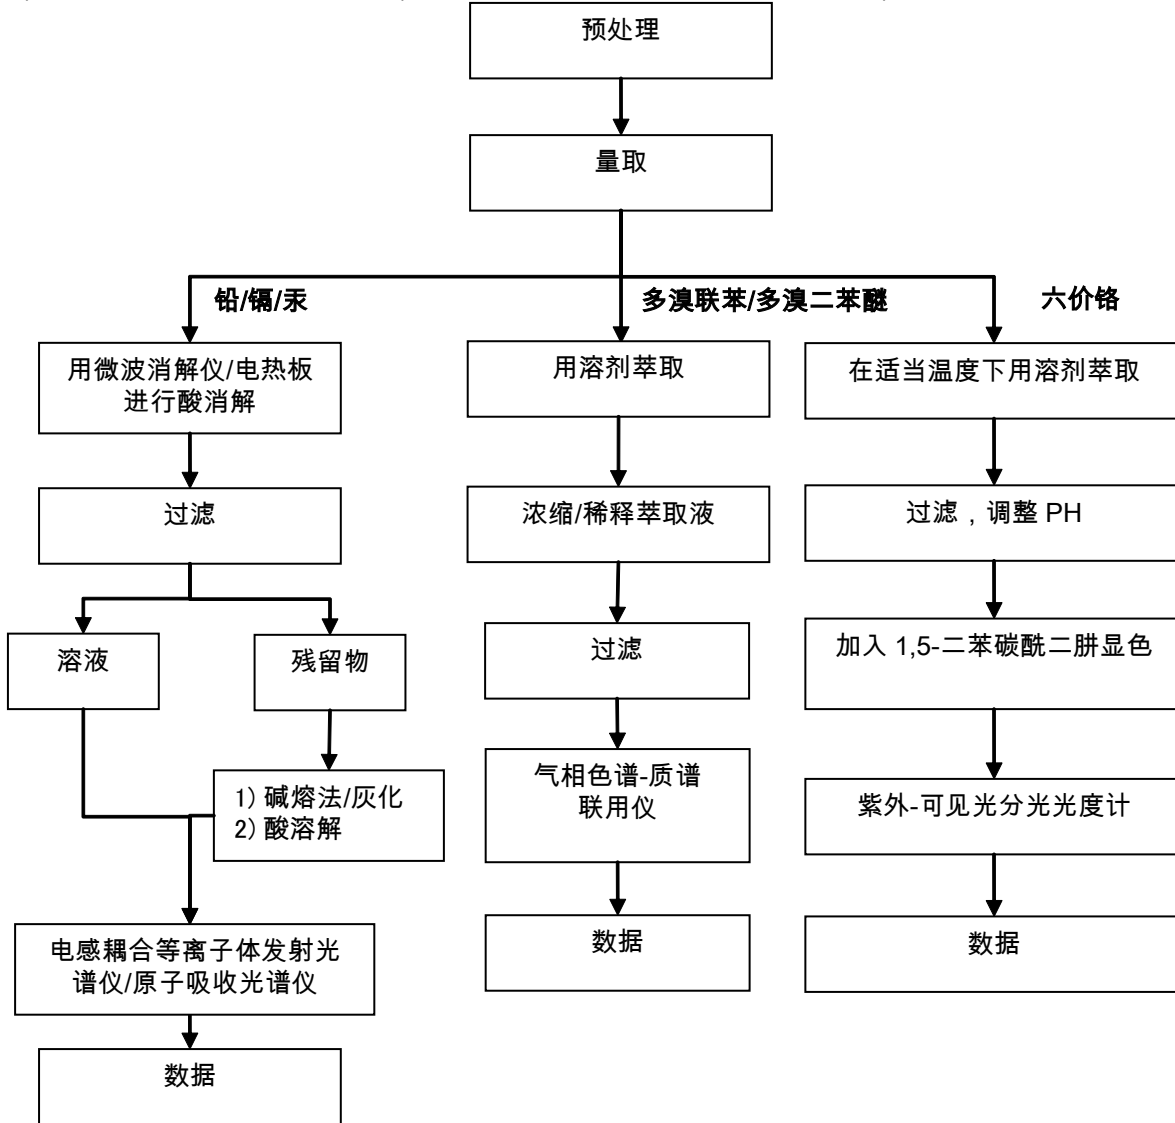 预处理
量取
铅/镉/汞
多溴联苯/多溴二苯醚
六价铬
用微波消解仪/电热板
进行酸消解
用溶剂萃取
在适当温度下用溶剂萃取
过滤
浓缩/稀释萃取液
过滤，调整 PH
溶液
残留物
过滤
加入 1,5-二苯碳酰二肼显色
1) 碱熔法/灰化
2) 酸溶解
气相色谱-质谱
联用仪
紫外-可见光分光光度计
电感耦合等离子体发射光
谱仪/原子吸收光谱仪
数据
数据
数据